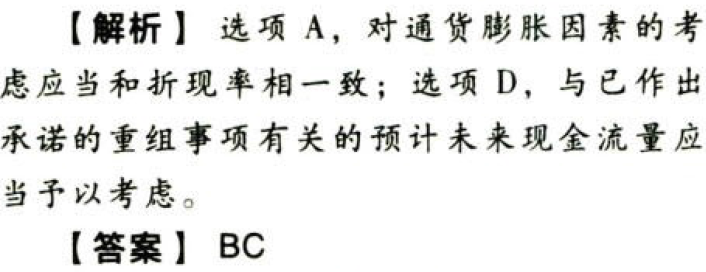 【解析】 选项 A，对通货膨胀因素的考
虑应当和折现率相一致；选项 D，与已作出
承诺的重组事项有关的预计未来现金流量应
当予以考虑。
【答案】 BC